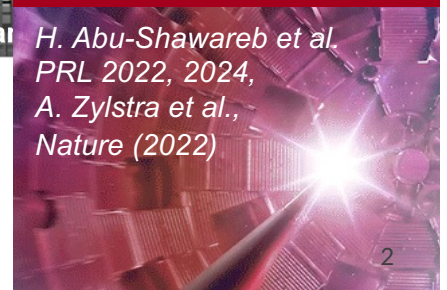 H. Abu-Shawareb et al.
PRL 2022, 2024,
A. Zylstra et al.,
Nature (2022)
2